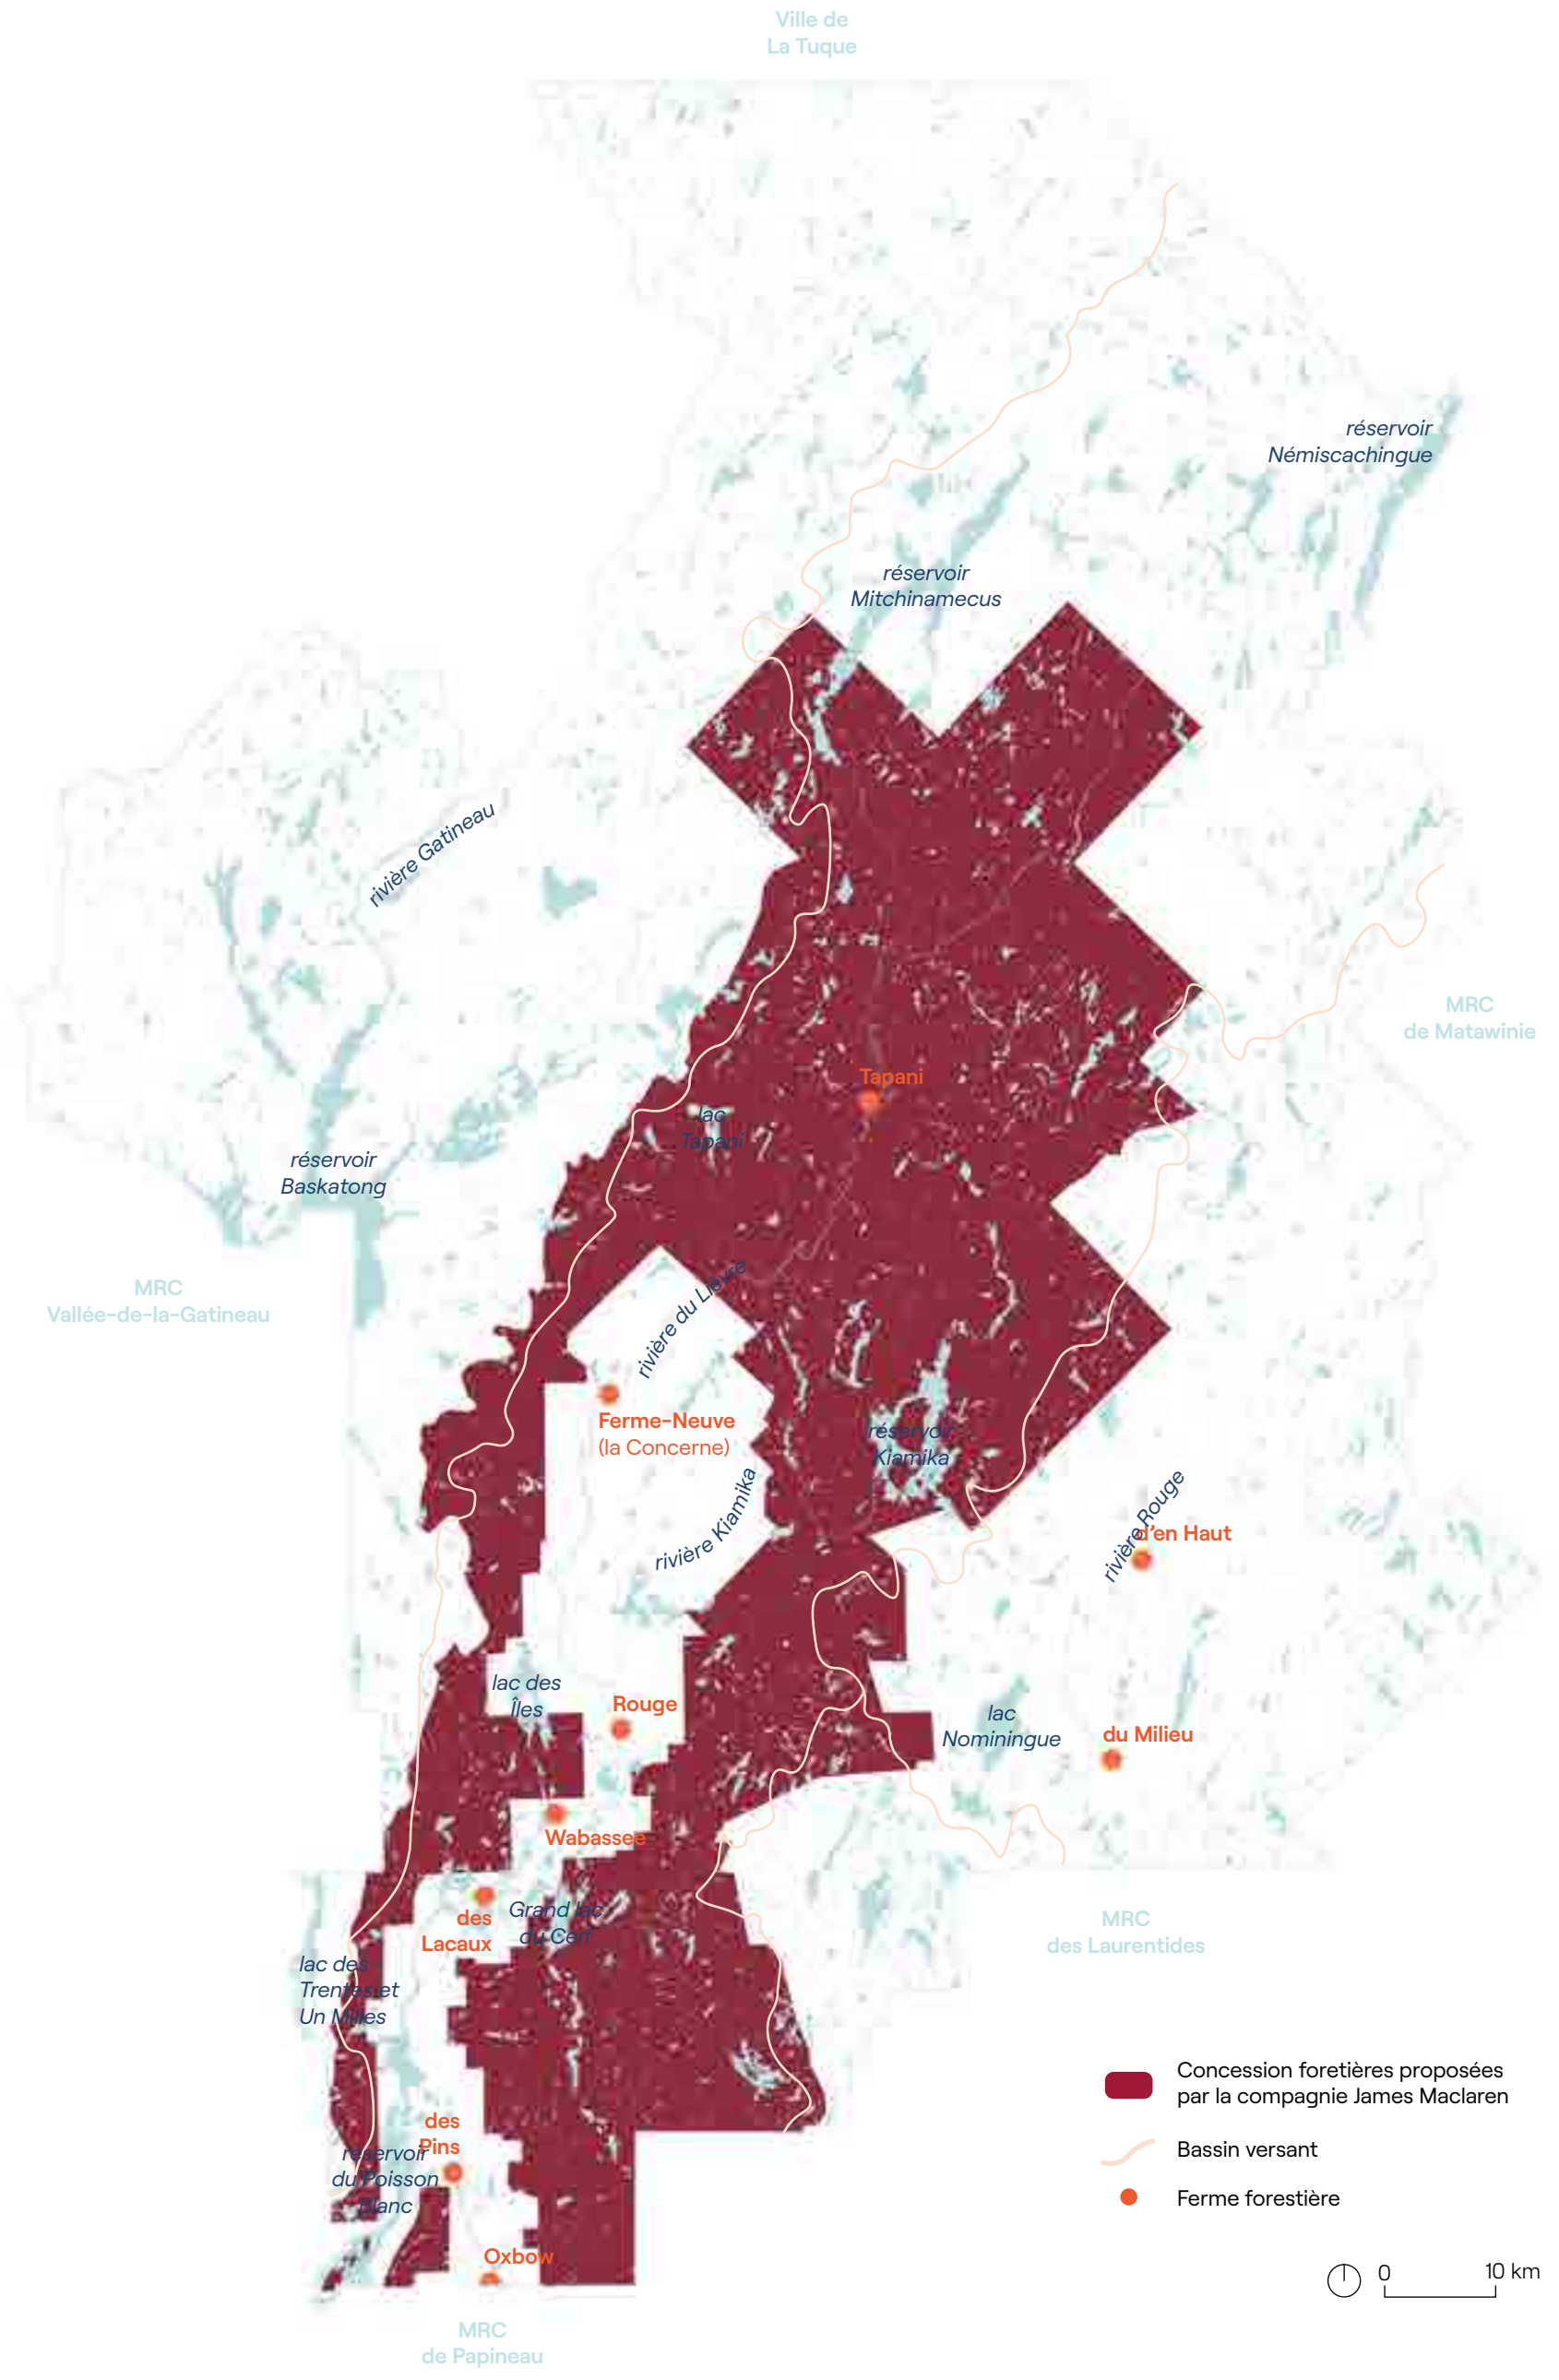 Ville de
La Tuque
réservoir
Némiscachingue
réservoir
Mitchinamecus
rivière Gatineau
MRC
de Matawinie
Tapani
lac
Tapani
réservoir
Baskatong
MRC
Vallée-de-la-Gatineau
rivière du Lièvre
Ferme-Neuve
(la Concerne)
réservoir
Kiamika
rivière Kiamika
rivière Rouge
d'en Haut
lac des
Îles
Rouge
lac
Nominingue
du Milieu
Wabassee
des
Lacaux
Grand lac
du Cerf
MRC
des Laurentides
lac des
Trentes et
Un Milles
des
Pins
réservoir
du Poisson
Blanc
Oxbow
MRC
de Papineau
Concession foretières proposées
par la compagnie James Maclaren
Bassin versant
Ferme forestière
0 10 km